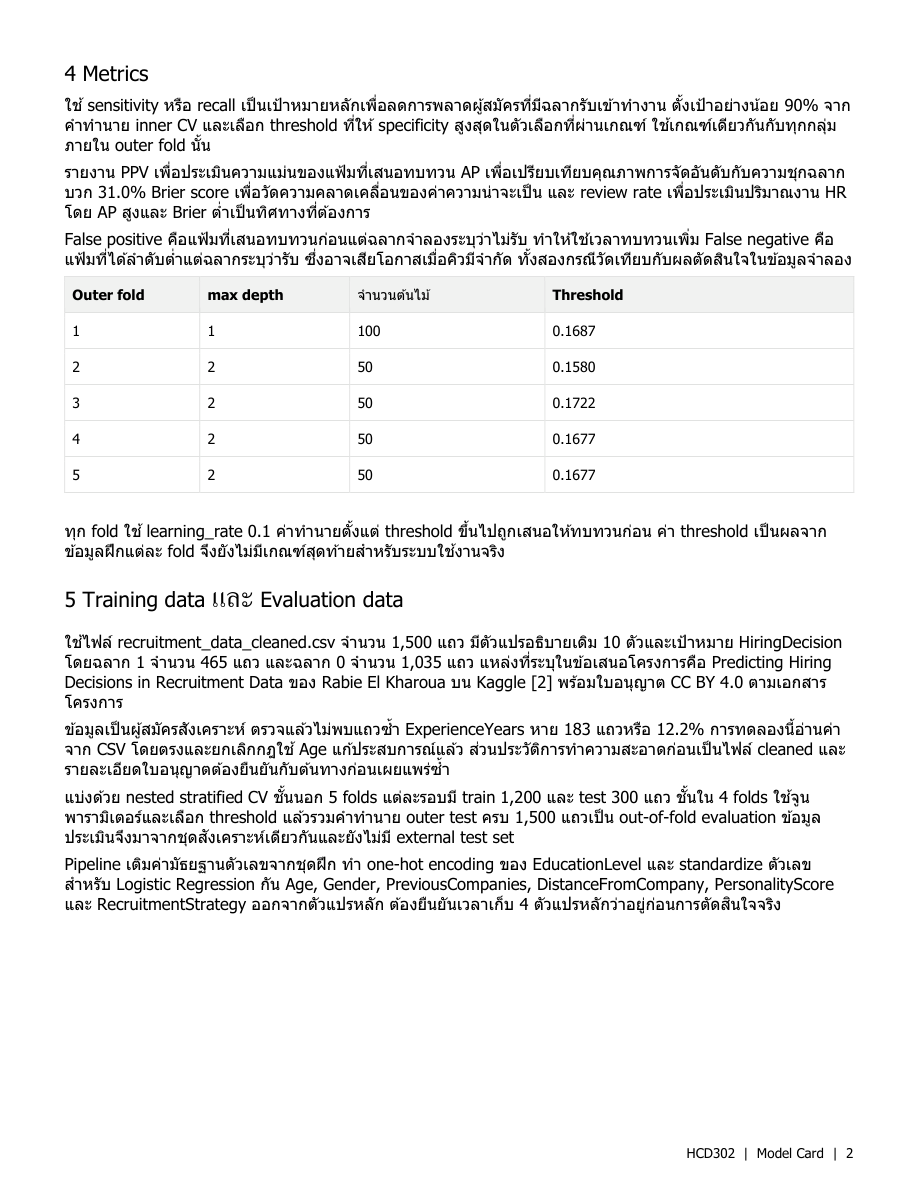 4 Metrics
ใช้ sensitivity หรือ recall เป็นเป้าหมายหลักเพื่อลดการพลาดผู้สมัครที่มีฉลากรับเข้าทำงาน ตั้งเป้าอย่างน้อย 90% จาก
คำทำนาย inner CV และเลือก threshold ที่ให้ specificity สูงสุดในตัวเลือกที่ผ่านเกณฑ์ ใช้เกณฑ์เดียวกันกับทุกกลุ่ม
ภายใน outer fold นั้น
รายงาน PPV เพื่อประเมินความแม่นของแฟ้มที่เสนอทบทวน AP เพื่อเปรียบเทียบคุณภาพการจัดอันดับกับความชุกฉลาก
บวก 31.0% Brier score เพื่อวัดความคลาดเคลื่อนของค่าความน่าจะเป็น และ review rate เพื่อประเมินปริมาณงาน HR
โดย AP สูงและ Brier ต่ำเป็นทิศทางที่ต้องการ
False positive คือแฟ้มที่เสนอทบทวนก่อนแต่ฉลากจำลองระบุว่าไม่รับ ทำให้ใช้เวลาทบทวนเพิ่ม False negative คือ
แฟ้มที่ได้ลำดับต่ำแต่ฉลากระบุว่ารับ ซึ่งอาจเสียโอกาสเมื่อคิวมีจำกัด ทั้งสองกรณีวัดเทียบกับผลตัดสินใจในข้อมูลจำลอง
Outer fold max depth จำนวนต้นไม้ Threshold
1 1 100 0.1687
2 2 50 0.1580
3 2 50 0.1722
4 2 50 0.1677
5 2 50 0.1677
ทุก fold ใช้ learning_rate 0.1 ค่าทำนายตั้งแต่ threshold ขึ้นไปถูกเสนอให้ทบทวนก่อน ค่า threshold เป็นผลจาก
ข้อมูลฝึกแต่ละ fold จึงยังไม่มีเกณฑ์สุดท้ายสำหรับระบบใช้งานจริง
5 Training data และ Evaluation data
ใช้ไฟล์ recruitment_data_cleaned.csv จำนวน 1,500 แถว มีตัวแปรอธิบายเดิม 10 ตัวและเป้าหมาย HiringDecision
โดยฉลาก 1 จำนวน 465 แถว และฉลาก 0 จำนวน 1,035 แถว แหล่งที่ระบุในข้อเสนอโครงการคือ Predicting Hiring
Decisions in Recruitment Data ของ Rabie El Kharoua บน Kaggle [2] พร้อมใบอนุญาต CC BY 4.0 ตามเอกสาร
โครงการ
ข้อมูลเป็นผู้สมัครสังเคราะห์ ตรวจแล้วไม่พบแถวซ้ำ ExperienceYears หาย 183 แถวหรือ 12.2% การทดลองนี้อ่านค่า
จาก CSV โดยตรงและยกเลิกกฎใช้ Age แก้ประสบการณ์แล้ว ส่วนประวัติการทำความสะอาดก่อนเป็นไฟล์ cleaned และ
รายละเอียดใบอนุญาตต้องยืนยันกับต้นทางก่อนเผยแพร่ซ้ำ
แบ่งด้วย nested stratified CV ชั้นนอก 5 folds แต่ละรอบมี train 1,200 และ test 300 แถว ชั้นใน 4 folds ใช้จูน
พารามิเตอร์และเลือก threshold แล้วรวมคำทำนาย outer test ครบ 1,500 แถวเป็น out-of-fold evaluation ข้อมูล
ประเมินจึงมาจากชุดสังเคราะห์เดียวกันและยังไม่มี external test set
Pipeline เติมค่ามัธยฐานตัวเลขจากชุดฝึก ทำ one-hot encoding ของ EducationLevel และ standardize ตัวเลข
สำหรับ Logistic Regression กัน Age, Gender, PreviousCompanies, DistanceFromCompany, PersonalityScore
และ RecruitmentStrategy ออกจากตัวแปรหลัก ต้องยืนยันเวลาเก็บ 4 ตัวแปรหลักว่าอยู่ก่อนการตัดสินใจจริง
HCD302 | Model Card | 2